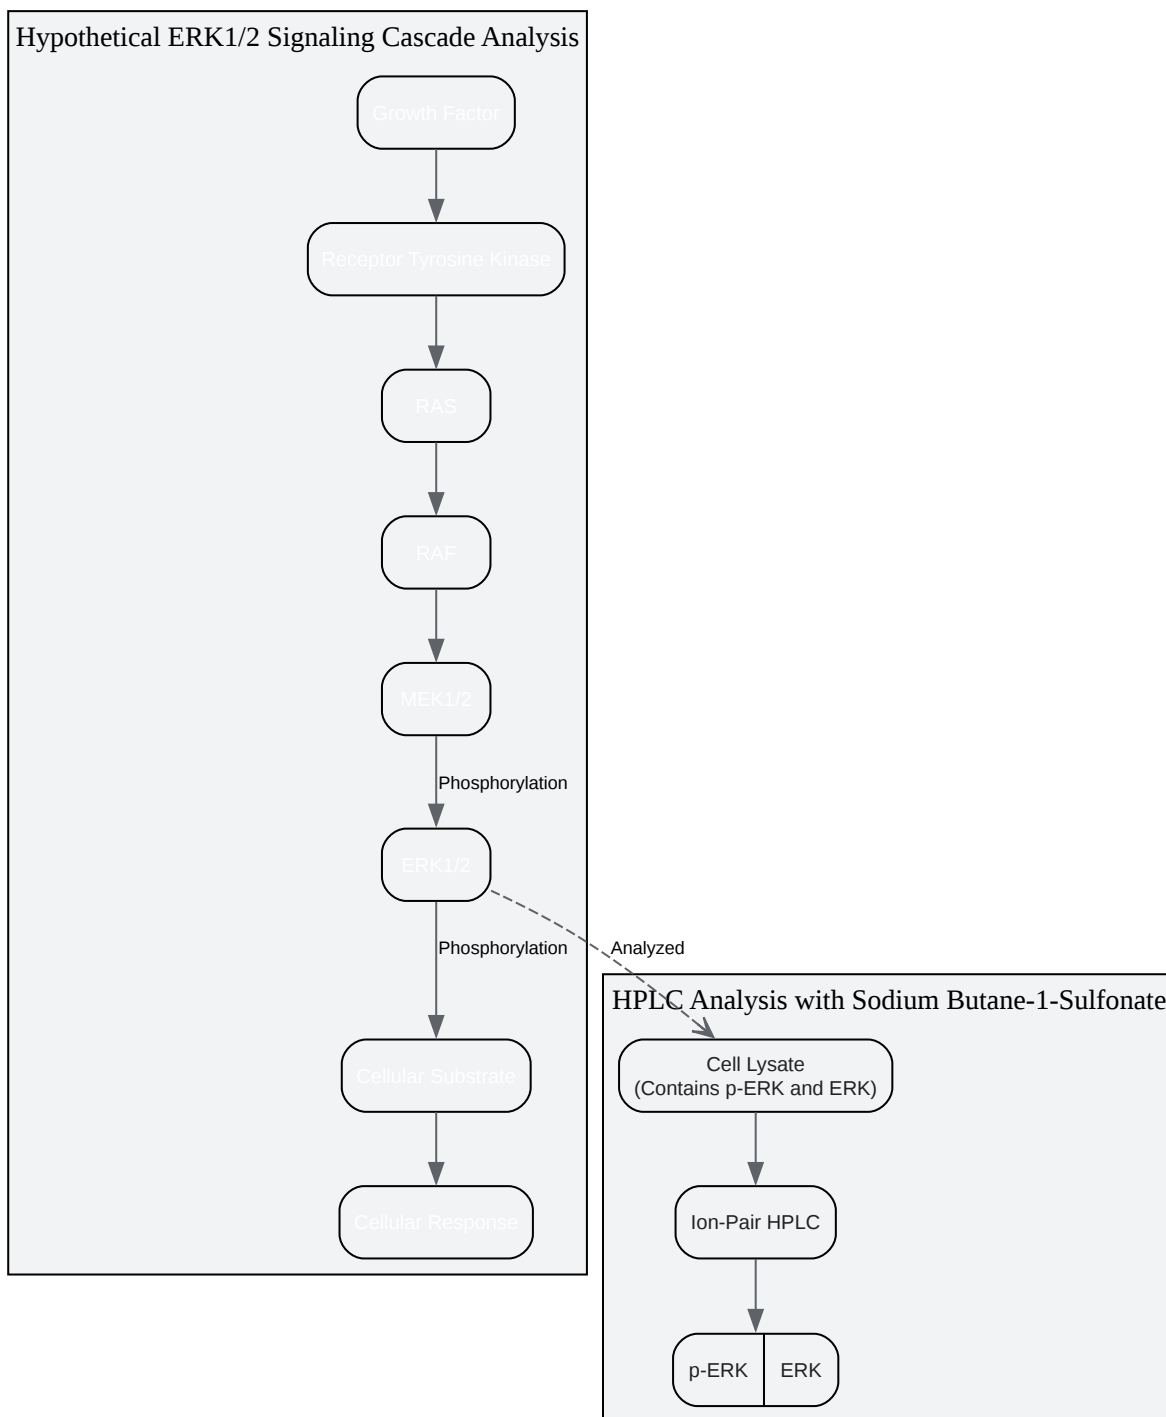 Hypothetical ERK1/2 Signaling Cascade Analysis
Growth Factor
Receptor Tyrosine Kinase
RAS
RAF
MEK1/2
Phosphorylation
ERK1/2
Phosphorylation
Analyzed
HPLC Analysis with Sodium Butane-1-Sulfonate
Cellular Substrate
Cell Lysate
(Contains p-ERK and ERK)
Cellular Response
Ion-Pair HPLC
p-ERK
ERK